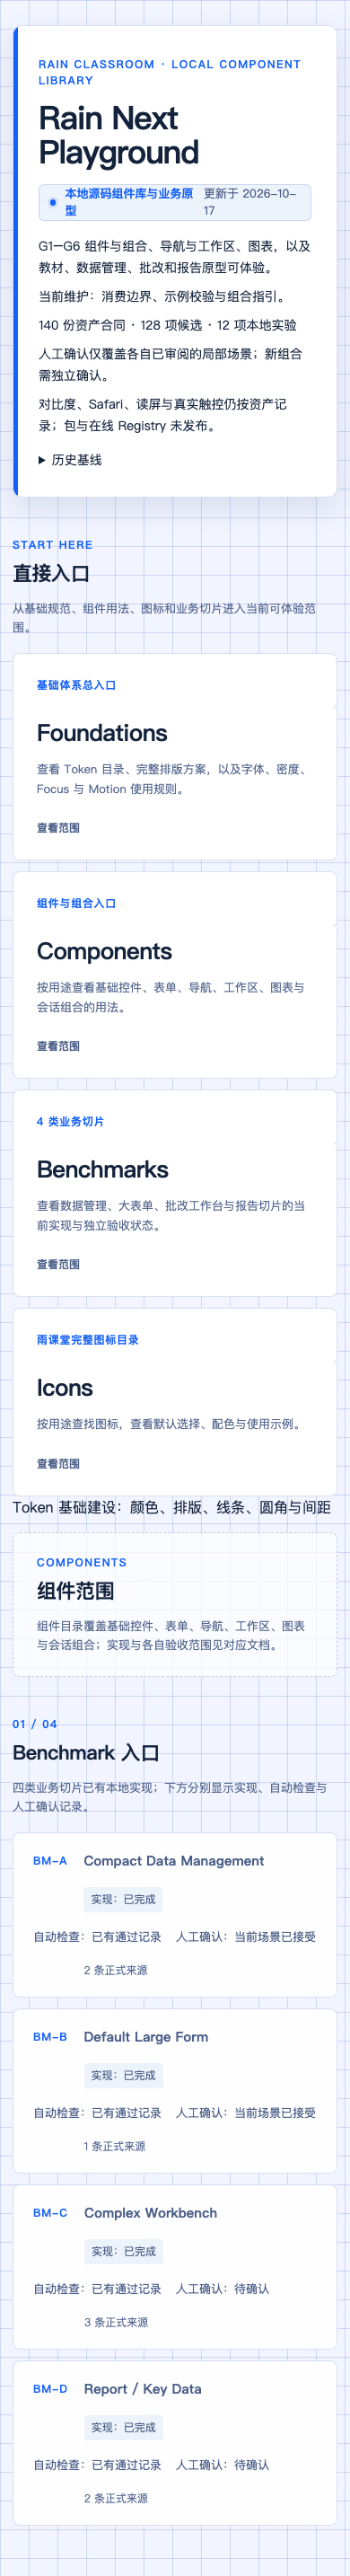 RAIN CLASSROOM · LOCAL COMPONENT
LIBRARY
Rain Next
Playground
本地源码组件库与业务原
型
更新于 2026-10-
17
G1—G6 组件与组合、导航与工作区、图表，以及
教材、数据管理、批改和报告原型可体验。
当前维护：消费边界、示例校验与组合指引。
140 份资产合同 · 128 项候选 · 12 项本地实验
人工确认仅覆盖各自已审阅的局部场景；新组合
需独立确认。
对比度、Safari、读屏与真实触控仍按资产记
录；包与在线 Registry 未发布。
▶ 历史基线
START HERE
直接入口
从基础规范、组件用法、图标和业务切片进入当前可体验范
围。
基础体系总入口
Foundations
查看 Token 目录、完整排版方案，以及字体、密度、
Focus 与 Motion 使用规则。
查看范围
组件与组合入口
Components
按用途查看基础控件、表单、导航、工作区、图表与
会话组合的用法。
查看范围
4 类业务切片
Benchmarks
查看数据管理、大表单、批改工作台与报告切片的当
前实现与独立验收状态。
查看范围
雨课堂完整图标目录
Icons
按用途查找图标，查看默认选择、配色与使用示例。
查看范围
Token 基础建设：颜色、排版、线条、圆角与间距
COMPONENTS
组件范围
组件目录覆盖基础控件、表单、导航、工作区、图表
与会话组合；实现与各自验收范围见对应文档。
01 / 04
Benchmark 入口
四类业务切片已有本地实现；下方分别显示实现、自动检查与
人工确认记录。
BM-A Compact Data Management
实现：已完成
自动检查：已有通过记录 人工确认：当前场景已接受
2 条正式来源
BM-B Default Large Form
实现：已完成
自动检查：已有通过记录 人工确认：当前场景已接受
1 条正式来源
BM-C Complex Workbench
实现：已完成
自动检查：已有通过记录 人工确认：待确认
3 条正式来源
BM-D Report / Key Data
实现：已完成
自动检查：已有通过记录 人工确认：待确认
2 条正式来源